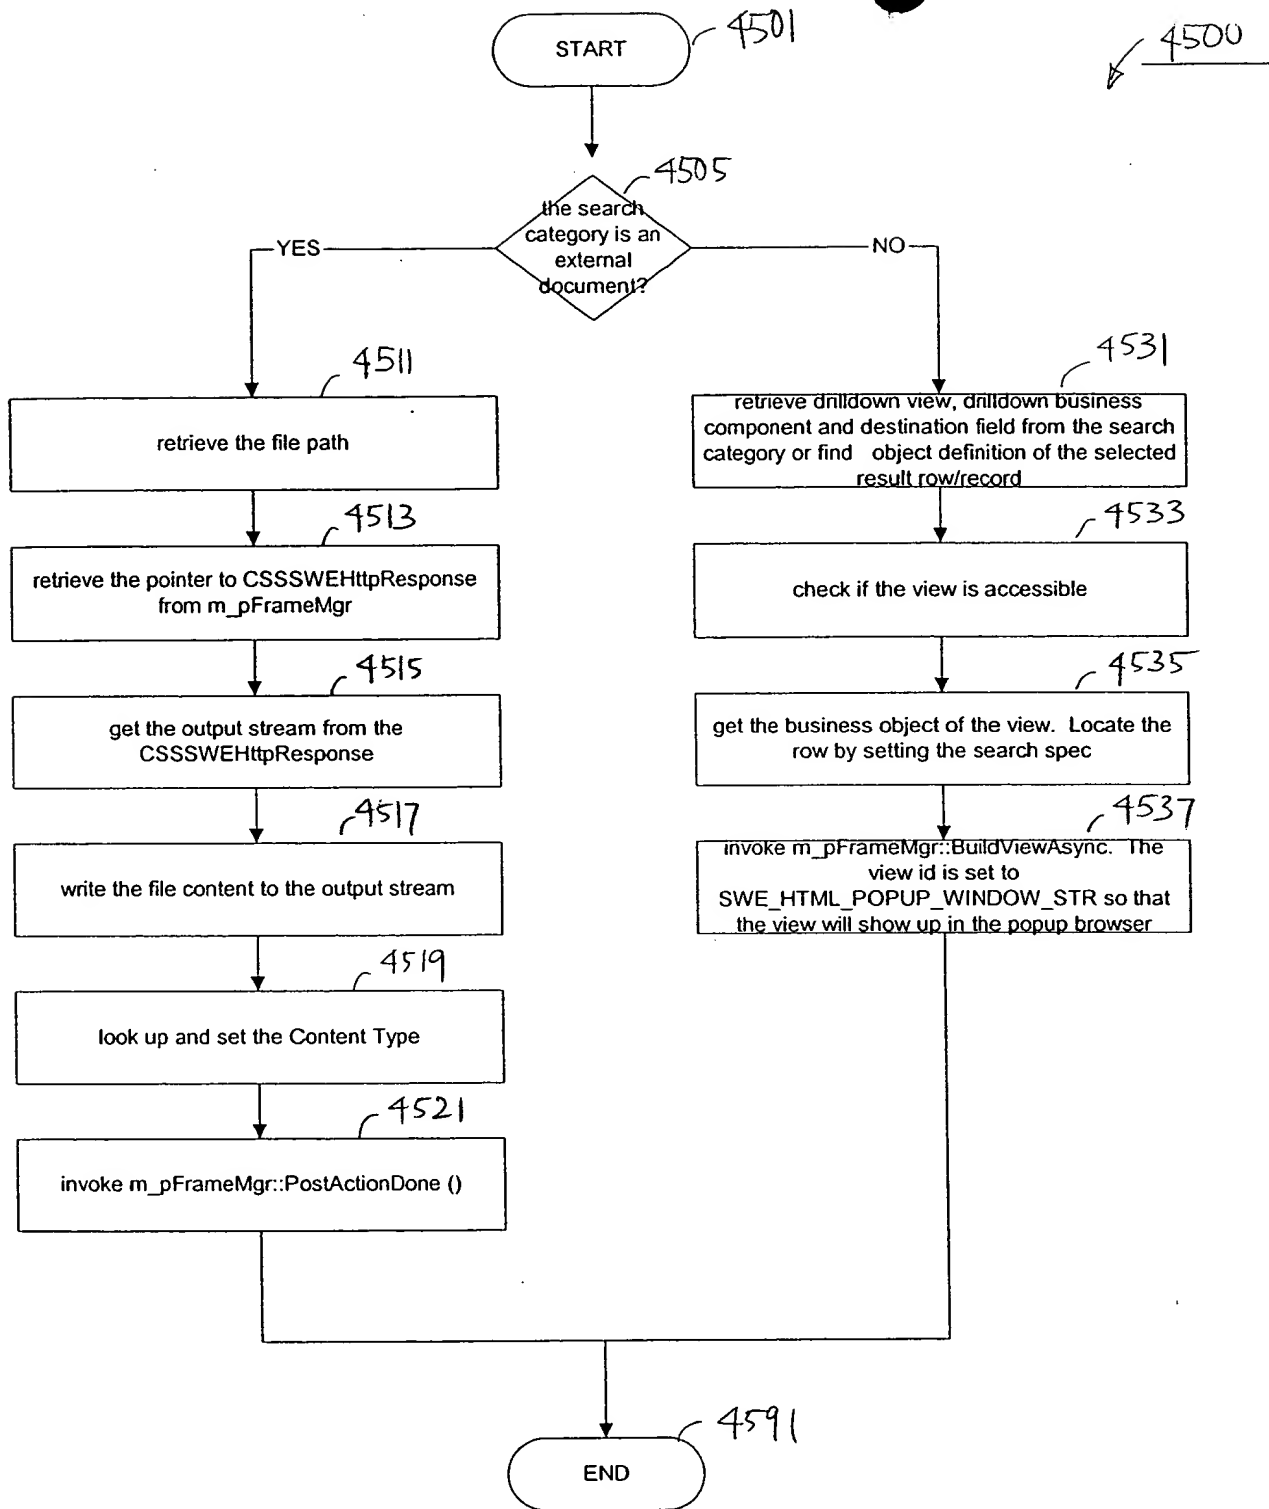 START
4501
4500
4505
the search
category is an
external
document?
YES
NO
4511
retrieve the file path
4513
retrieve the pointer to CSSSWEHttpResponse
from m_pFrameMgr
4515
get the output stream from the
CSSSWEHttpResponse
4517
write the file content to the output stream
4519
look up and set the Content Type
4521
invoke m_pFrameMgr::PostActionDone ()
4531
retrieve drilldown view, drilldown business
component and destination field from the search
category or find object definition of the selected
result row/record
4533
check if the view is accessible
4535
get the business object of the view. Locate the
row by setting the search spec
4537
invoke m_pFrameMgr::BuildViewAsync. The
view id is set to
SWE_HTML_POPUP_WINDOW_STR so that
the view will show up in the popup browser
4591
END